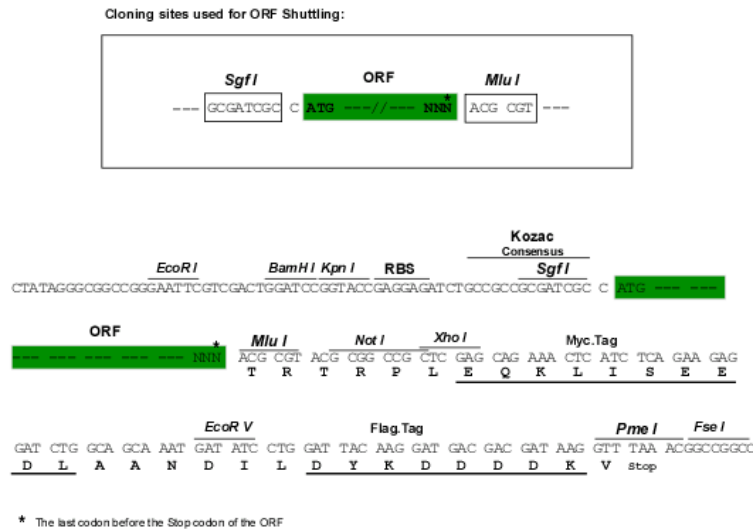 Cloning sites used for ORF Shuttling:
Sgf I ORF Mlu I
*
--- GCGATCGC C ATG ---//--- NNN ACG CGT ---
Kozac
Consensus
EcoR I BamH I Kpn I RBS Sgf I
CTATAGGGCGGCCGGGAATTCGTCGACTGGATCCGGTACCGAGGAGATCTGCCGCCGCGATCGC C ATG --- ---
ORF * Mlu I Not I Xho I Myc.Tag
--- --- --- --- --- --- NNN ACG CGT ACG CGG CCG CTC GAG CAG AAA CTC ATC TCA GAA GAG
T R T R P L E Q K L I S E E
EcoR V Flag.Tag Pme I Fse I
GAT CTG GCA GCA AAT GAT ATC CTG GAT TAC AAG GAT GAC GAC GAT AAG GTT TAA ACGGCCGGCC
D L A A N D I L D Y K D D D D K V Stop
* The last codon before the Stop codon of the ORF